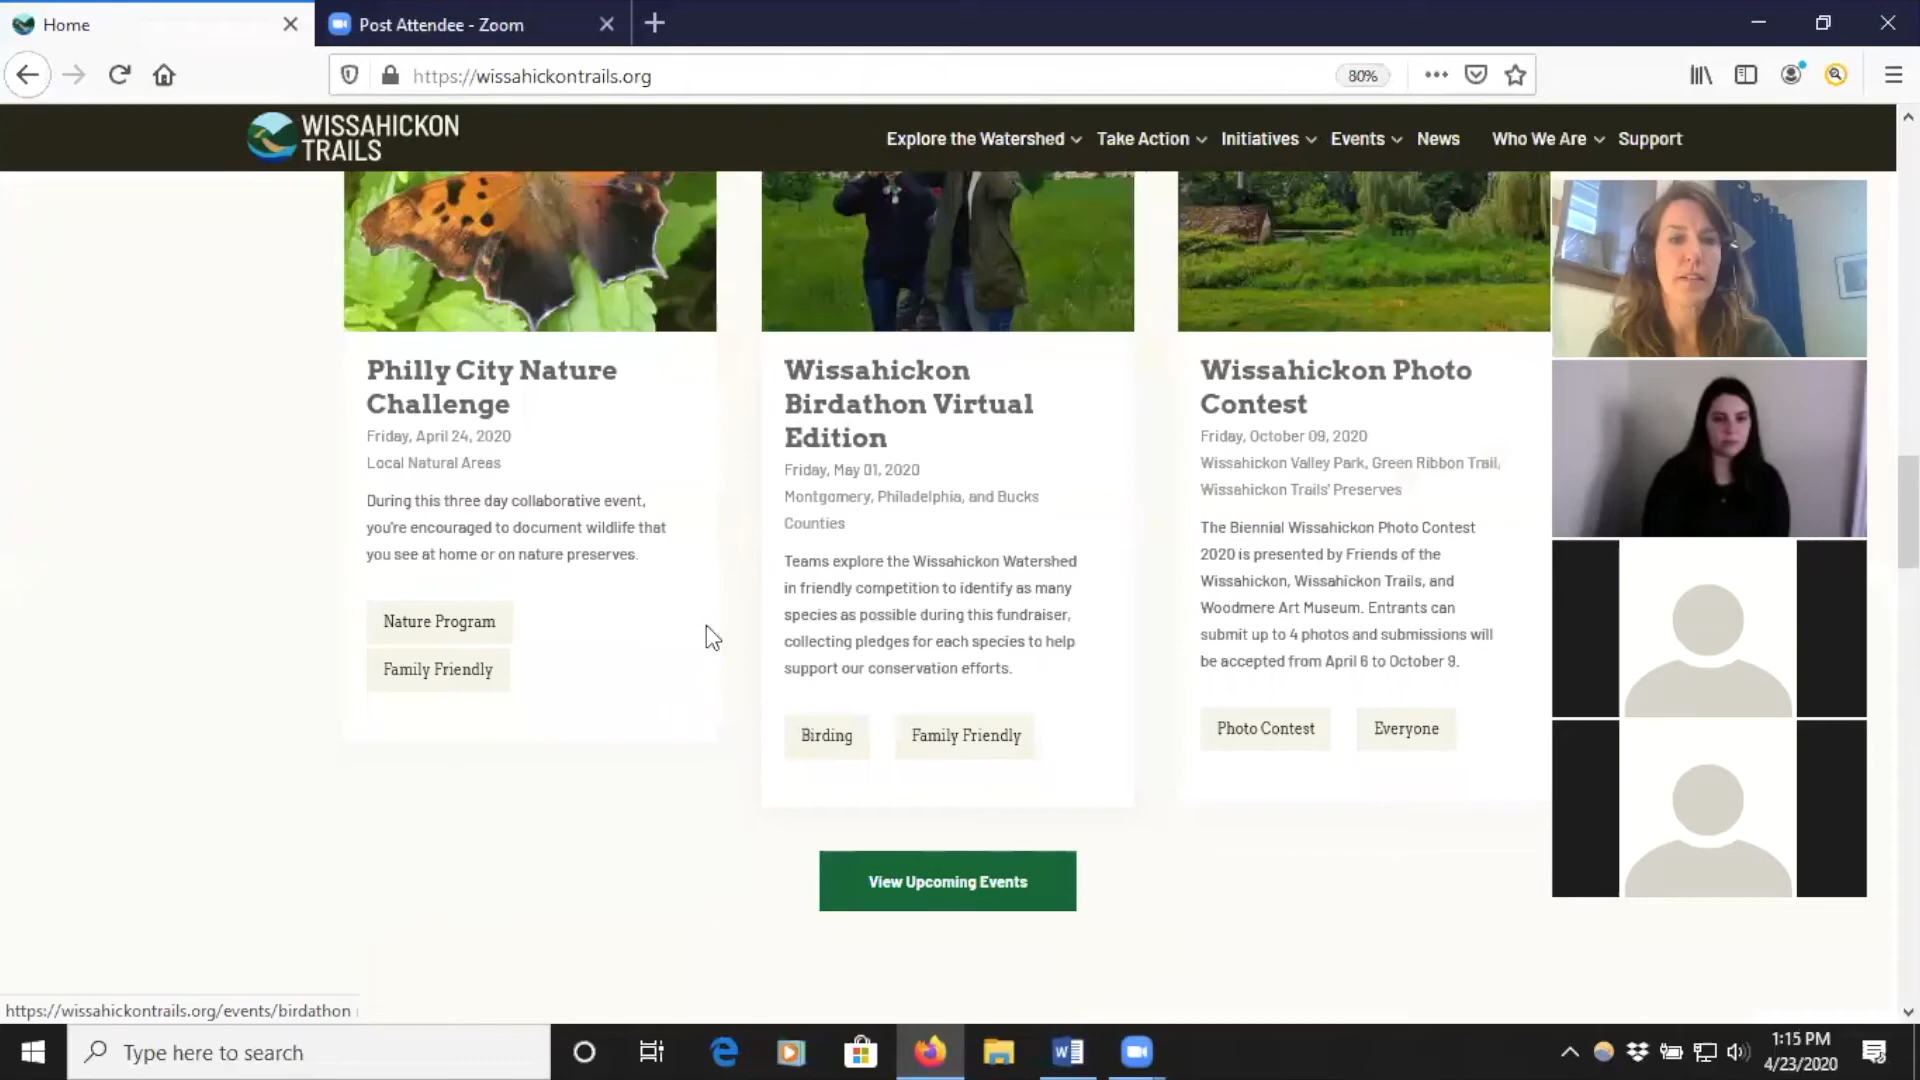 Home
Post Attendee - Zoom
https://wissahickontrails.org
80%
WISSAHICKON
TRAILS
Explore the Watershed
Take Action
Initiatives
Events
News
Who We Are
Support
Philly City Nature
Challenge
Friday, April 24, 2020
Local Natural Areas
During this three day collaborative event,
you're encouraged to document wildlife that
you see at home or on nature preserves.
Nature Program
Family Friendly
Wissahickon
Birdathon Virtual
Edition
Friday, May 01, 2020
Montgomery, Philadelphia, and Bucks
Counties
Teams explore the Wissahickon Watershed
in friendly competition to identify as many
species as possible during this fundraiser,
collecting pledges for each species to help
support our conservation efforts.
Birding
Family Friendly
Wissahickon Photo
Contest
Friday, October 09, 2020
Wissahickon Valley Park, Green Ribbon Trail,
Wissahickon Trails' Preserves
The Biennial Wissahickon Photo Contest
2020 is presented by Friends of the
Wissahickon, Wissahickon Trails, and
Woodmere Art Museum. Entrants can
submit up to 4 photos and submissions will
be accepted from April 6 to October 9.
Photo Contest
Everyone
View Upcoming Events
https://wissahickontrails.org/events/birdathon
Type here to search
1:15 PM
4/23/2020